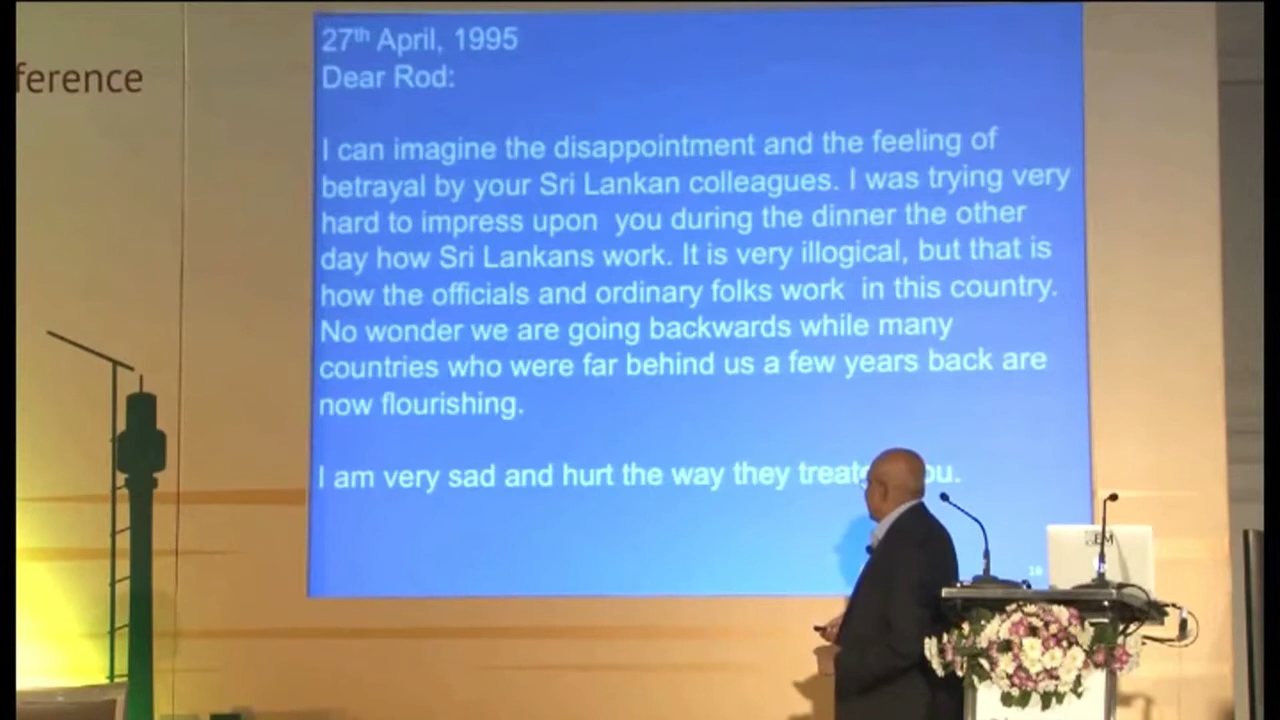 ference
27th April, 1995
Dear Rod:
I can imagine the disappointment and the feeling of
betrayal by your Sri Lankan colleagues. I was trying very
hard to impress upon you during the dinner the other
day how Sri Lankans work. It is very illogical, but that is
how the officials and ordinary folks work in this country.
No wonder we are going backwards while many
countries who were far behind us a few years back are
now flourishing.
I am very sad and hurt the way they